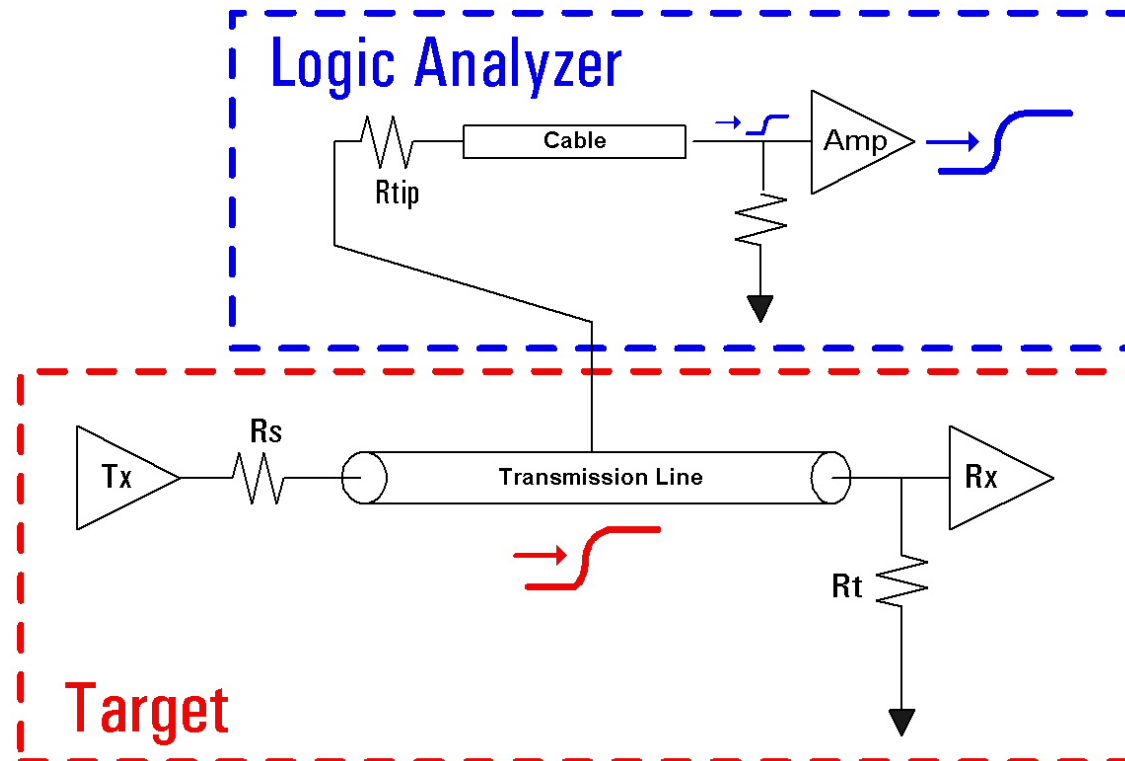 Logic Analyzer
Cable
Amp
Rtip
Rs
Tx
Transmission Line
Rx
Rt
Target